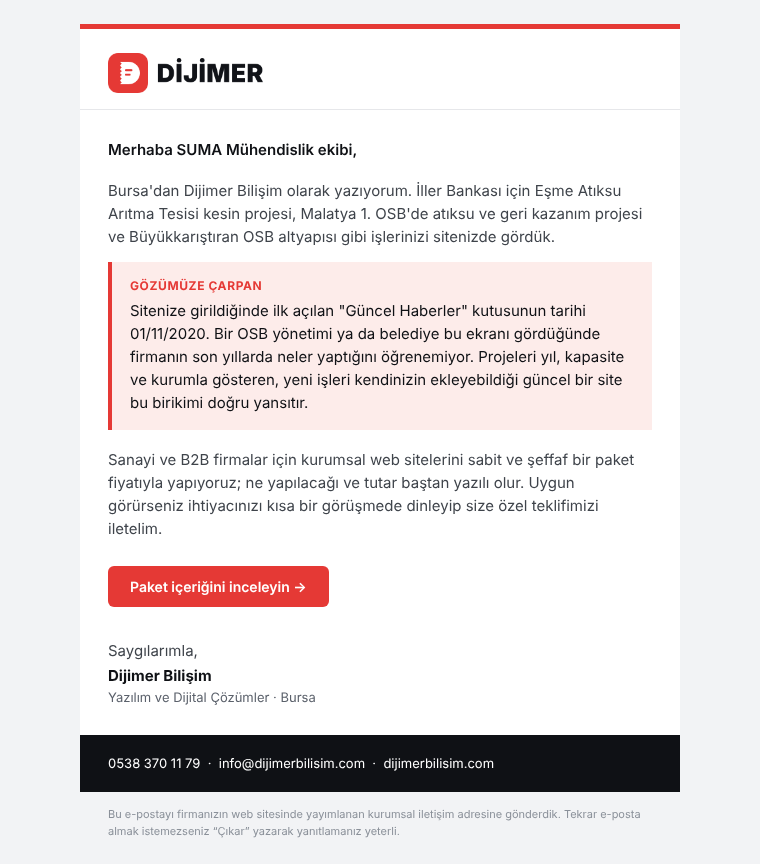 DİJİMER
Merhaba SUMA Mühendislik ekibi,
Bursa'dan Dijimer Bilişim olarak yazıyorum. İller Bankası için Eşme Atıksu
Arıtma Tesisi kesin projesi, Malatya 1. OSB'de atıksu ve geri kazanım projesi
ve Büyükkarıştıran OSB altyapısı gibi işlerinizi sitenizde gördük.
GÖZÜMÜZE ÇARPAN
Sitenize girildiğinde ilk açılan "Güncel Haberler" kutusunun tarihi
01/11/2020. Bir OSB yönetimi ya da belediye bu ekranı gördüğünde
firmanın son yıllarda neler yaptığını öğrenemiyor. Projeleri yıl, kapasite
ve kurumla gösteren, yeni işleri kendinizin ekleyebildiği güncel bir site
bu birikimi doğru yansıtır.
Sanayi ve B2B firmalar için kurumsal web sitelerini sabit ve şeffaf bir paket
fiyatıyla yapıyoruz; ne yapılacağı ve tutar baştan yazılı olur. Uygun
görürseniz ihtiyacınızı kısa bir görüşmede dinleyip size özel teklifimizi
iletelim.
Paket içeriğini inceleyin →
Saygılarımla,
Dijimer Bilişim
Yazılım ve Dijital Çözümler · Bursa
0538 370 11 79 · info@dijimerbilisim.com · dijimerbilisim.com
Bu e-postayı firmanızın web sitesinde yayımlanan kurumsal iletişim adresine gönderdik. Tekrar e-posta
almak istemezseniz “Çıkar” yazarak yanıtlamanız yeterli.